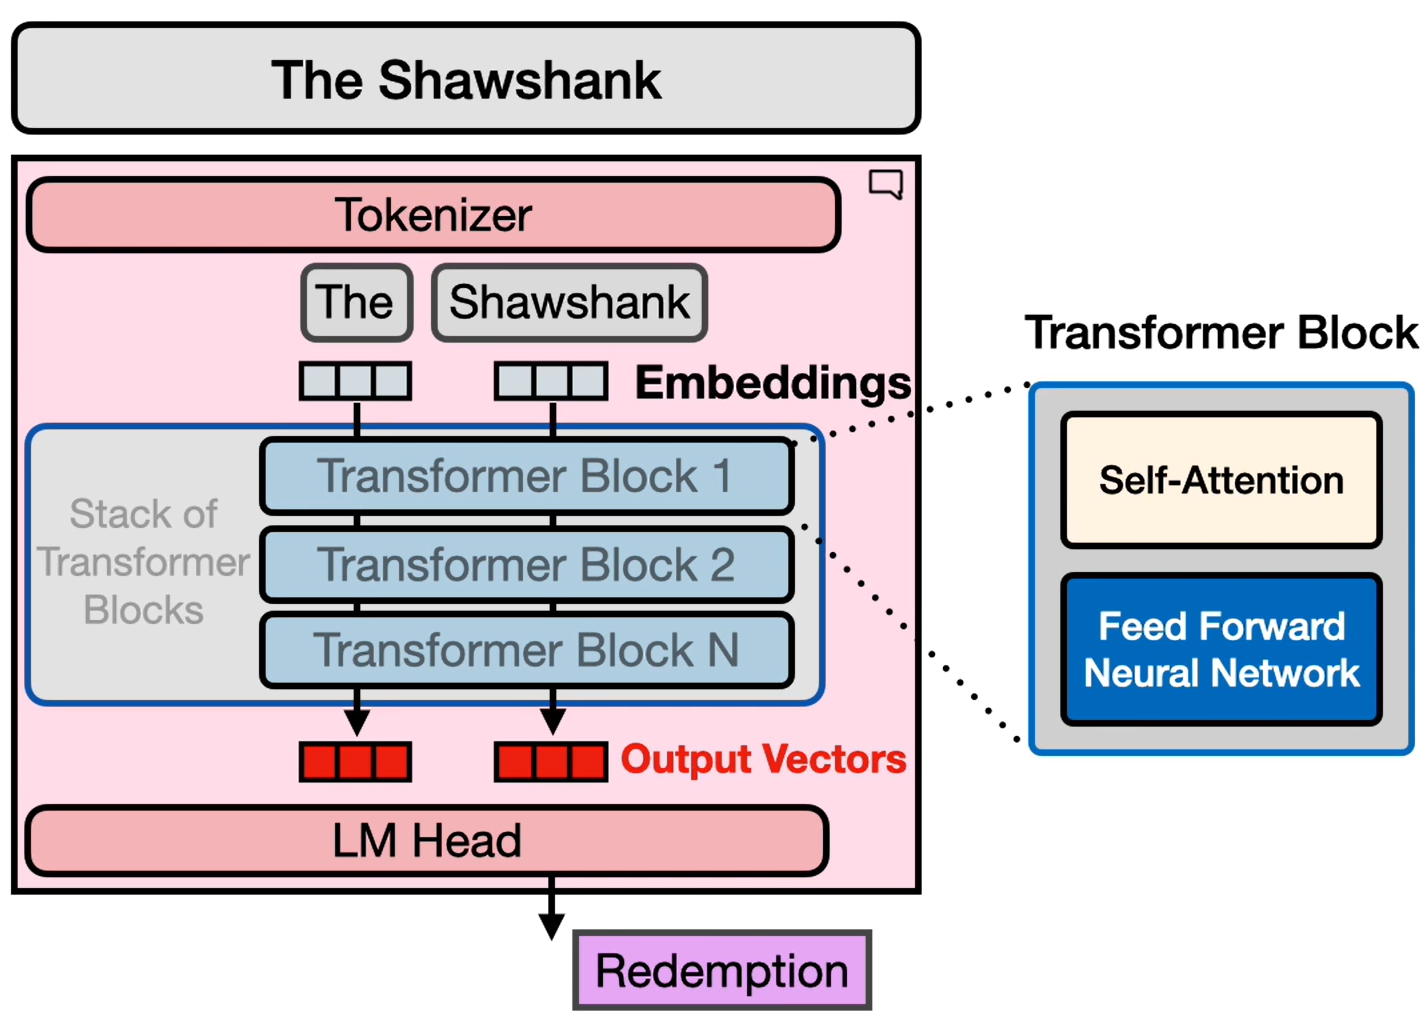 The Shawshank
Tokenizer
The
Shawshank
Embeddings
Stack of
Transformer
Blocks
Transformer Block 1
Transformer Block 2
Transformer Block N
Output Vectors
LM Head
Redemption
Transformer Block
Self-Attention
Feed Forward
Neural Network